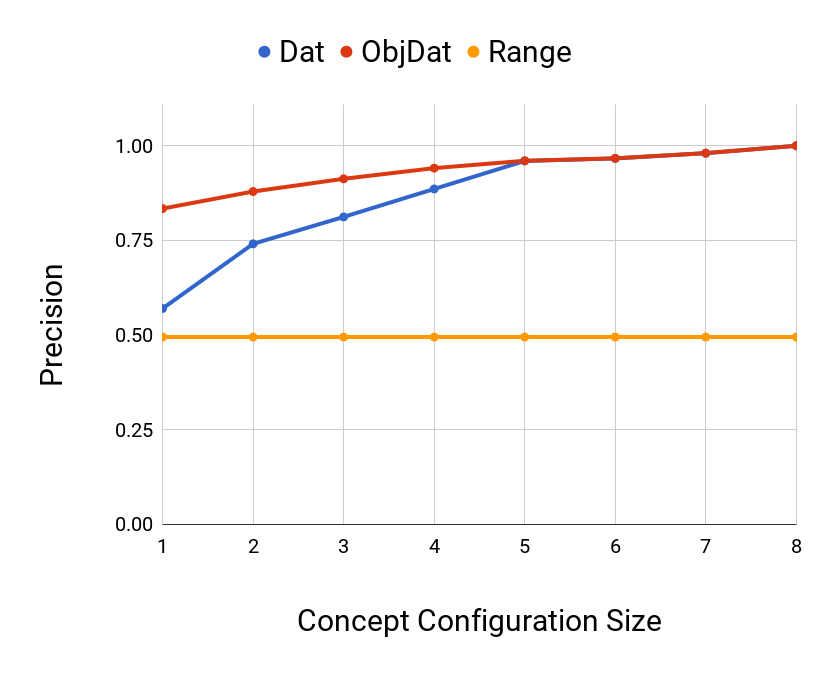 Dat ObjDat Range
1.00
0.75
0.50
0.25
0.00
Precision
1 2 3 4 5 6 7 8
Concept Configuration Size